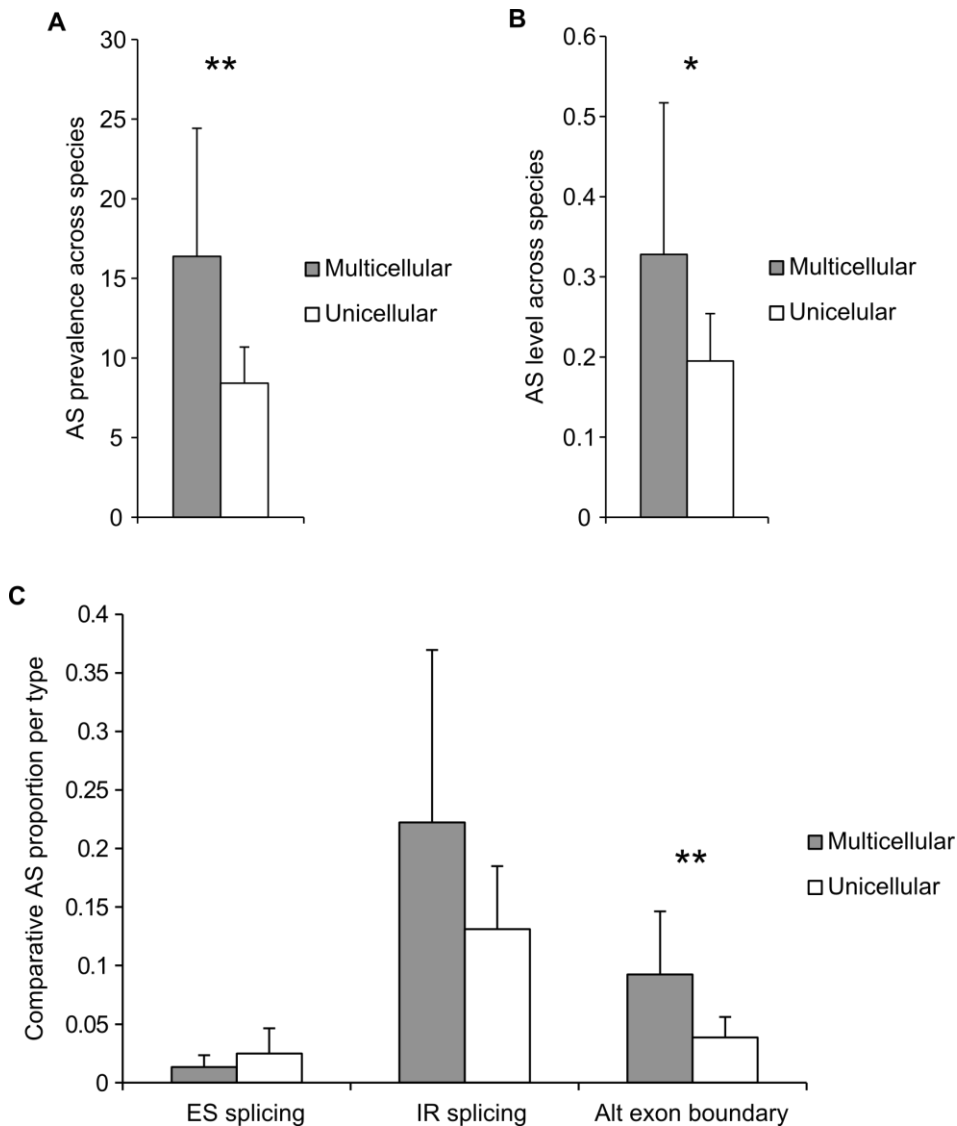 A
AS prevalence across species
30
25
20
15
10
5
0
**
Multicellular
Unicellular
B
AS level across species
0.6
0.5
0.4
0.3
0.2
0.1
0
*
Multicellular
Unicelular
C
Comparative AS proportion per type
0.4
0.35
0.3
0.25
0.2
0.15
0.1
0.05
0
**
Multicellular
Unicellular
ES splicing
IR splicing
Alt exon boundary